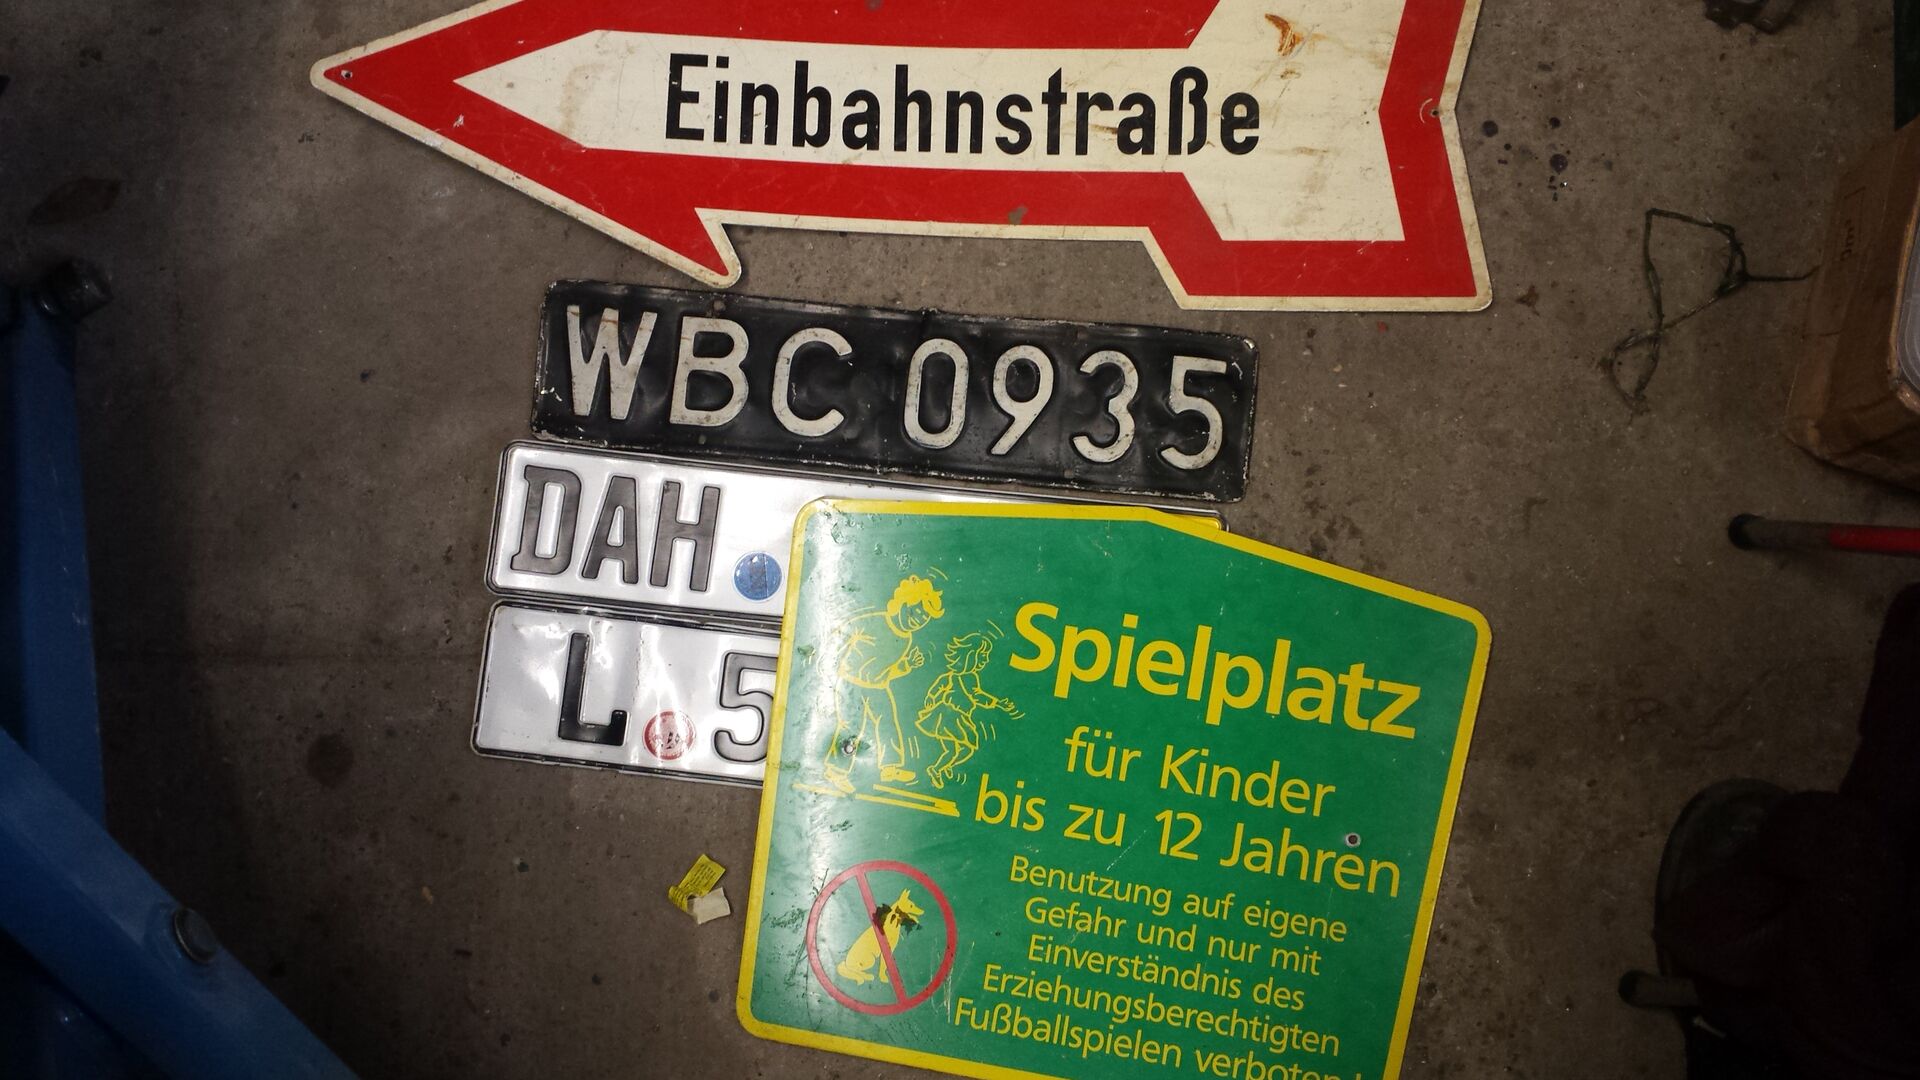 Einbahnstraße
WBC 0935
DAH
L 5
Spielplatz
für Kinder
bis zu 12 Jahren
Benutzung auf eigene
Gefahr und nur mit
Einverständnis des
Erziehungsberechtigten
Fußballspielen verboten!